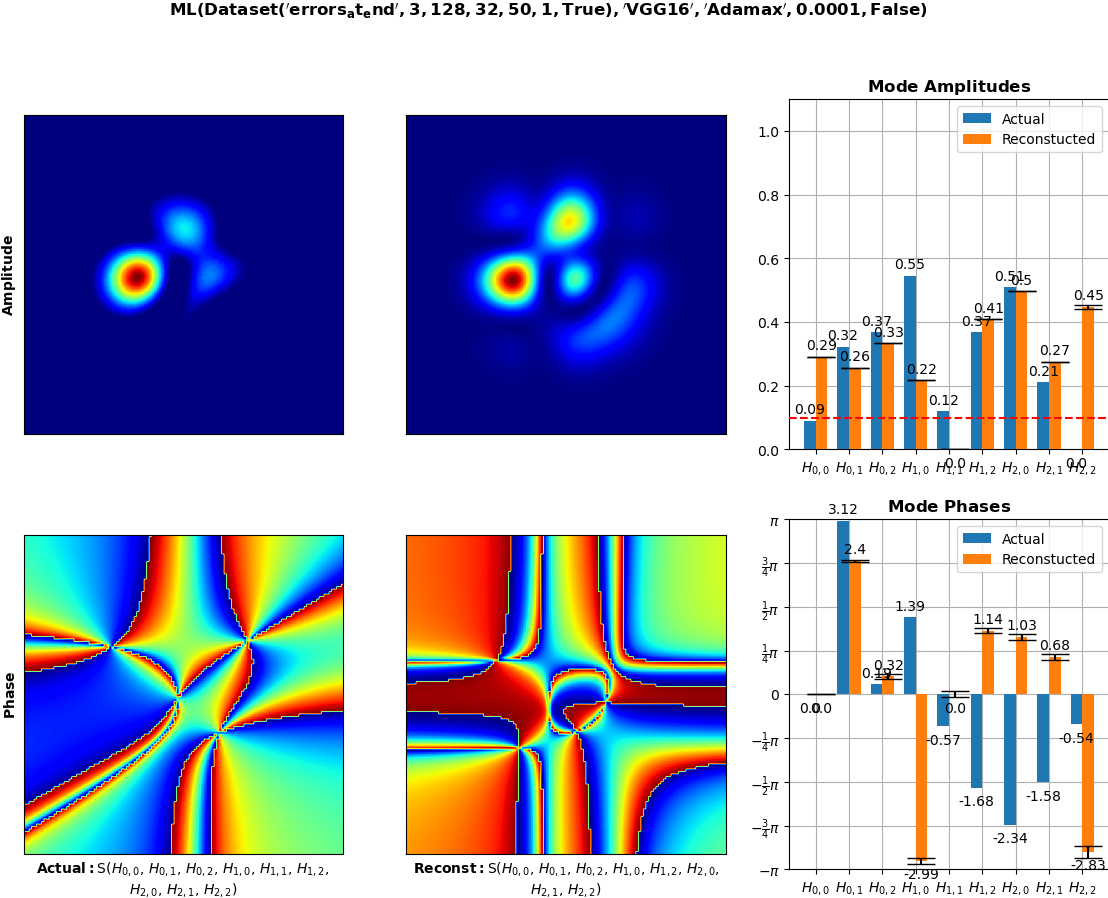 ML(Dataset('errors_at_end', 3, 128, 32, 50, 1, True), 'VGG16', 'Adamax', 0.0001, False)
Amplitude
Mode Amplitudes
Actual
Reconstucted
1.0
0.8
0.6
0.4
0.2
0.0
0.09
0.29
0.32
0.26
0.37
0.33
0.55
0.22
0.12
0.0
0.37
0.41
0.51
0.5
0.21
0.27
0.0
0.45
H0,0 H0,1 H0,2 H1,0 H1,1 H1,2 H2,0 H2,1 H2,2
Phase
Actual: S(H0,0, H0,1, H0,2, H1,0, H1,1, H1,2,
H2,0, H2,1, H2,2)
Reconst: S(H0,0, H0,1, H0,2, H1,0, H1,2, H2,0,
H2,1, H2,2)
Mode Phases
Actual
Reconstucted
π
3/4π
1/2π
1/4π
0
−1/4π
−1/2π
−3/4π
−π
0.0
0.0
3.12
2.4
0.19
0.32
1.39
-2.99
-0.57
0.0
-1.68
1.14
-2.34
1.03
-1.58
0.68
-0.54
-2.83
H0,0 H0,1 H0,2 H1,0 H1,1 H1,2 H2,0 H2,1 H2,2